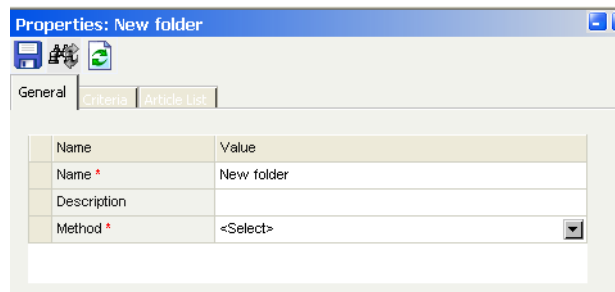 Properties: New folder
General Criteria Article List
Name Value
Name * New folder
Description
Method * <Select>